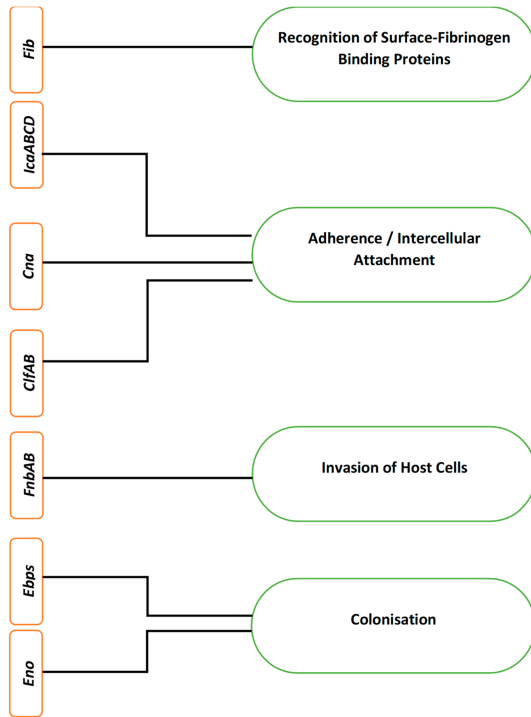 Fib
Recognition of Surface-Fibrinogen
Binding Proteins
IcaABCD
Cna
Adherence / Intercellular
Attachment
ClfAB
FnbAB
Invasion of Host Cells
Ebps
Eno
Colonisation